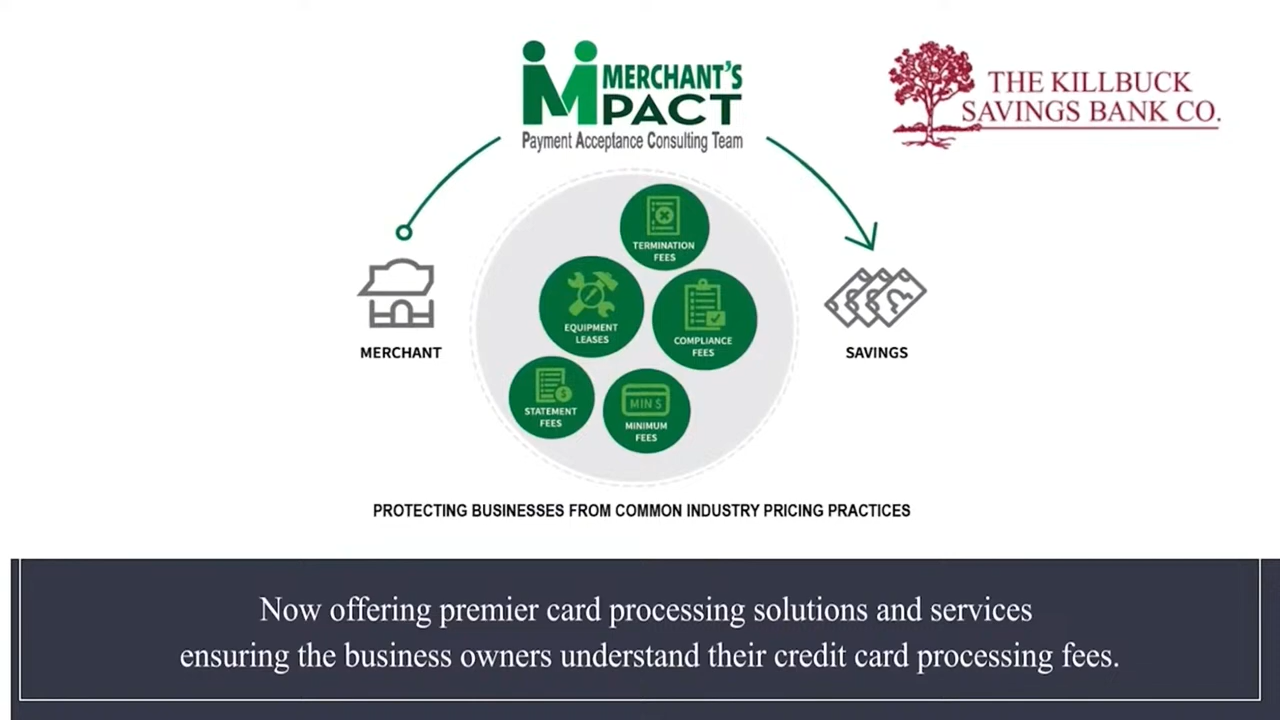 MERCHANT'S
PACT
Payment Acceptance Consulting Team
THE KILLBUCK
SAVINGS BANK CO.
TERMINATION
FEES
EQUIPMENT
LEASES
COMPLIANCE
FEES
STATEMENT
FEES
MIN $
MINIMUM
FEES
MERCHANT
SAVINGS
PROTECTING BUSINESSES FROM COMMON INDUSTRY PRICING PRACTICES
Now offering premier card processing solutions and services
ensuring the business owners understand their credit card processing fees.